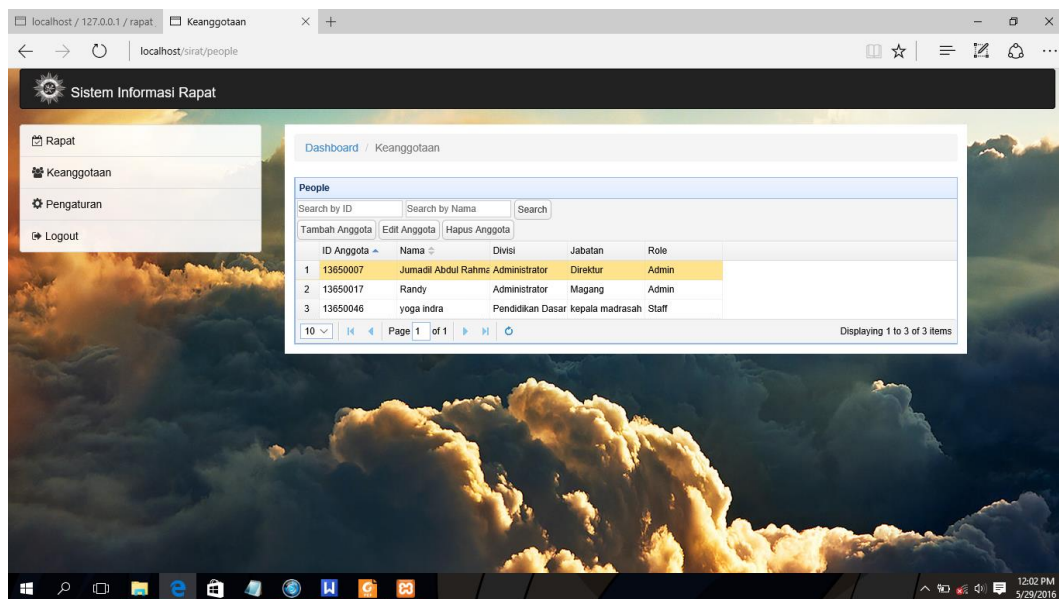 localhost / 127.0.0.1 / rapat
Keanggotaan
localhost/sirat/people
Sistem Informasi Rapat
Rapat
Keanggotaan
Pengaturan
Logout
Dashboard / Keanggotaan
People
Search by ID Search by Nama Search
Tambah Anggota Edit Anggota Hapus Anggota
ID Anggota Nama Divisi Jabatan Role
1 13650007 Jumadil Abdul Rahma Administrator Direktur Admin
2 13650017 Randy Administrator Magang Admin
3 13650046 yoga indra Pendidikan Dasar kepala madrasah Staff
10 Page 1 of 1 Displaying 1 to 3 of 3 items
12:02 PM
5/29/2016